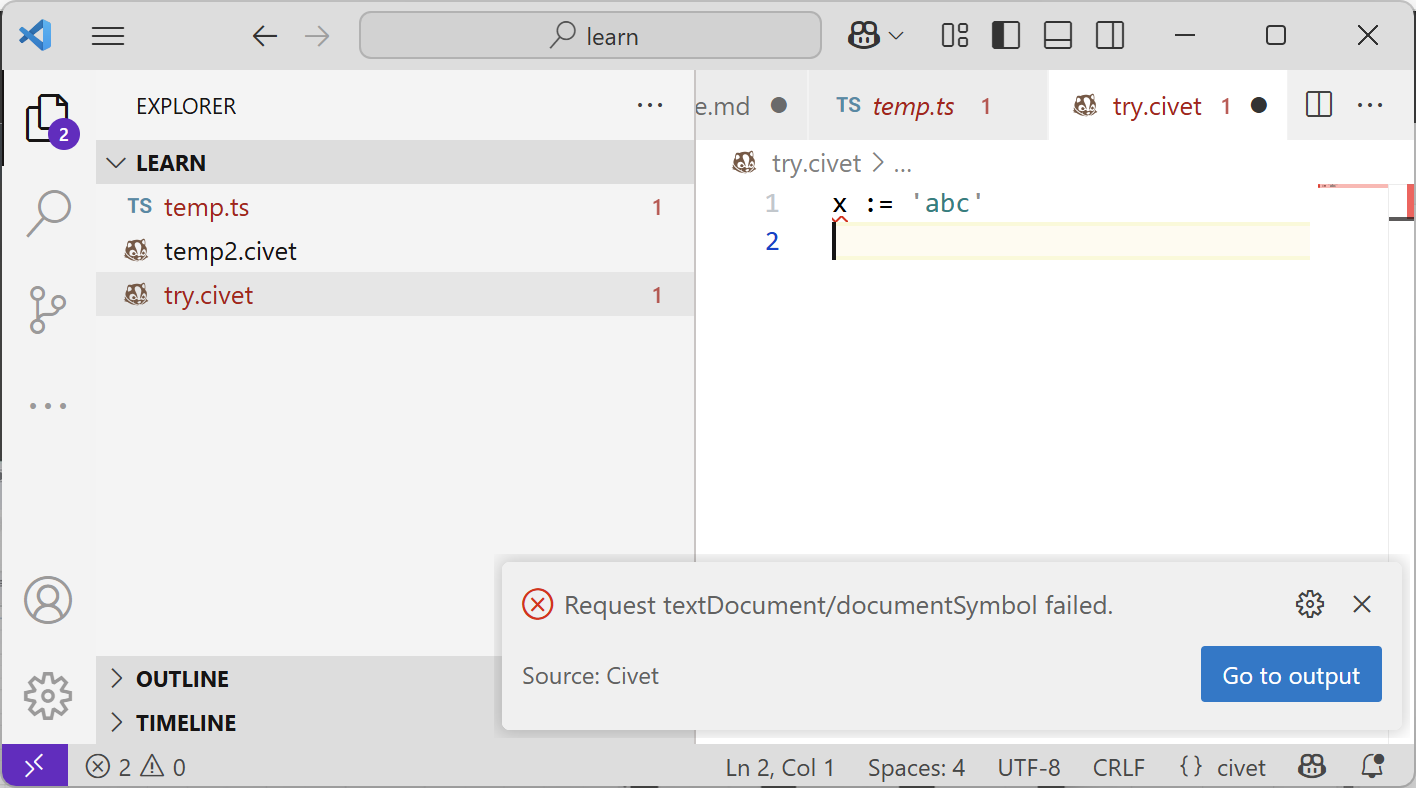 learn
EXPLORER
2
LEARN
TS temp.ts 1
temp2.civet
try.civet 1
OUTLINE
TIMELINE
e.md
TS temp.ts 1
try.civet 1
try.civet > ...
1 x := 'abc'
2
Request textDocument/documentSymbol failed.
Source: Civet
Go to output
2 0
Ln 2, Col 1
Spaces: 4
UTF-8
CRLF
{} civet